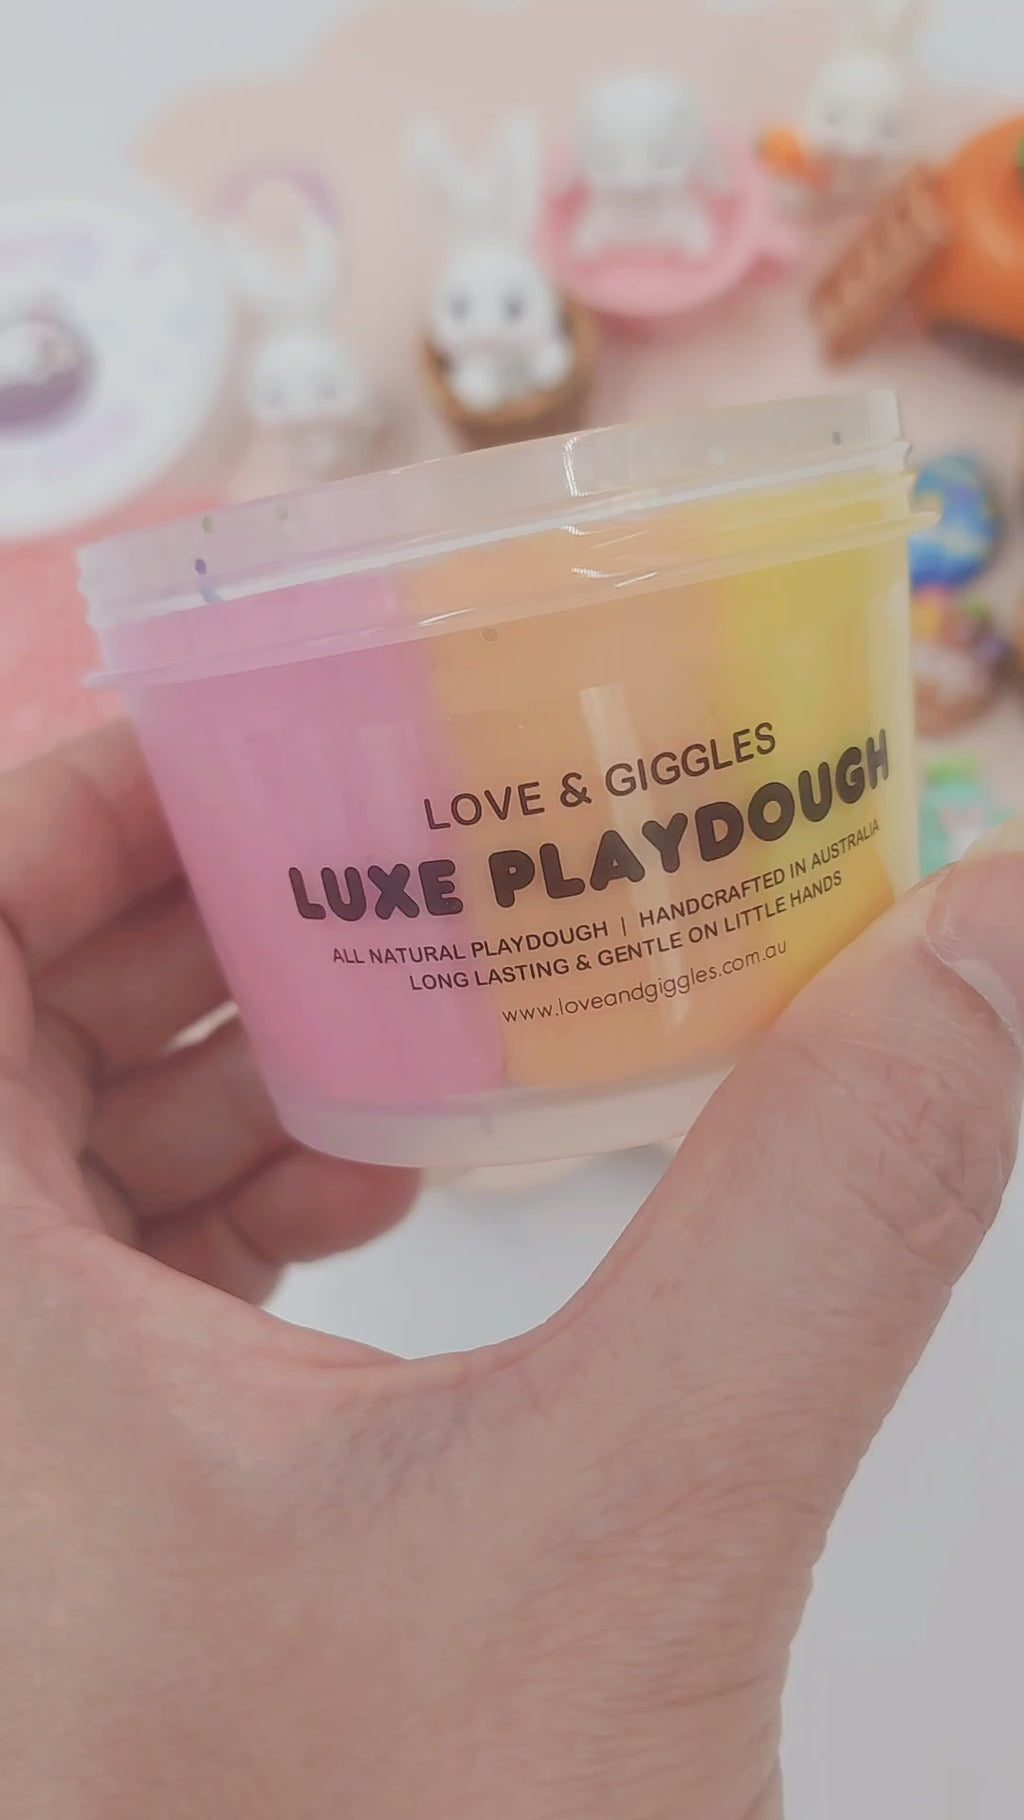 LOVE & GIGGLES
LUXE PLAYDOUGH
ALL NATURAL PLAYDOUGH | HANDCRAFTED IN AUSTRALIA
LONG LASTING & GENTLE ON LITTLE HANDS
www.loveandgiggles.com.au